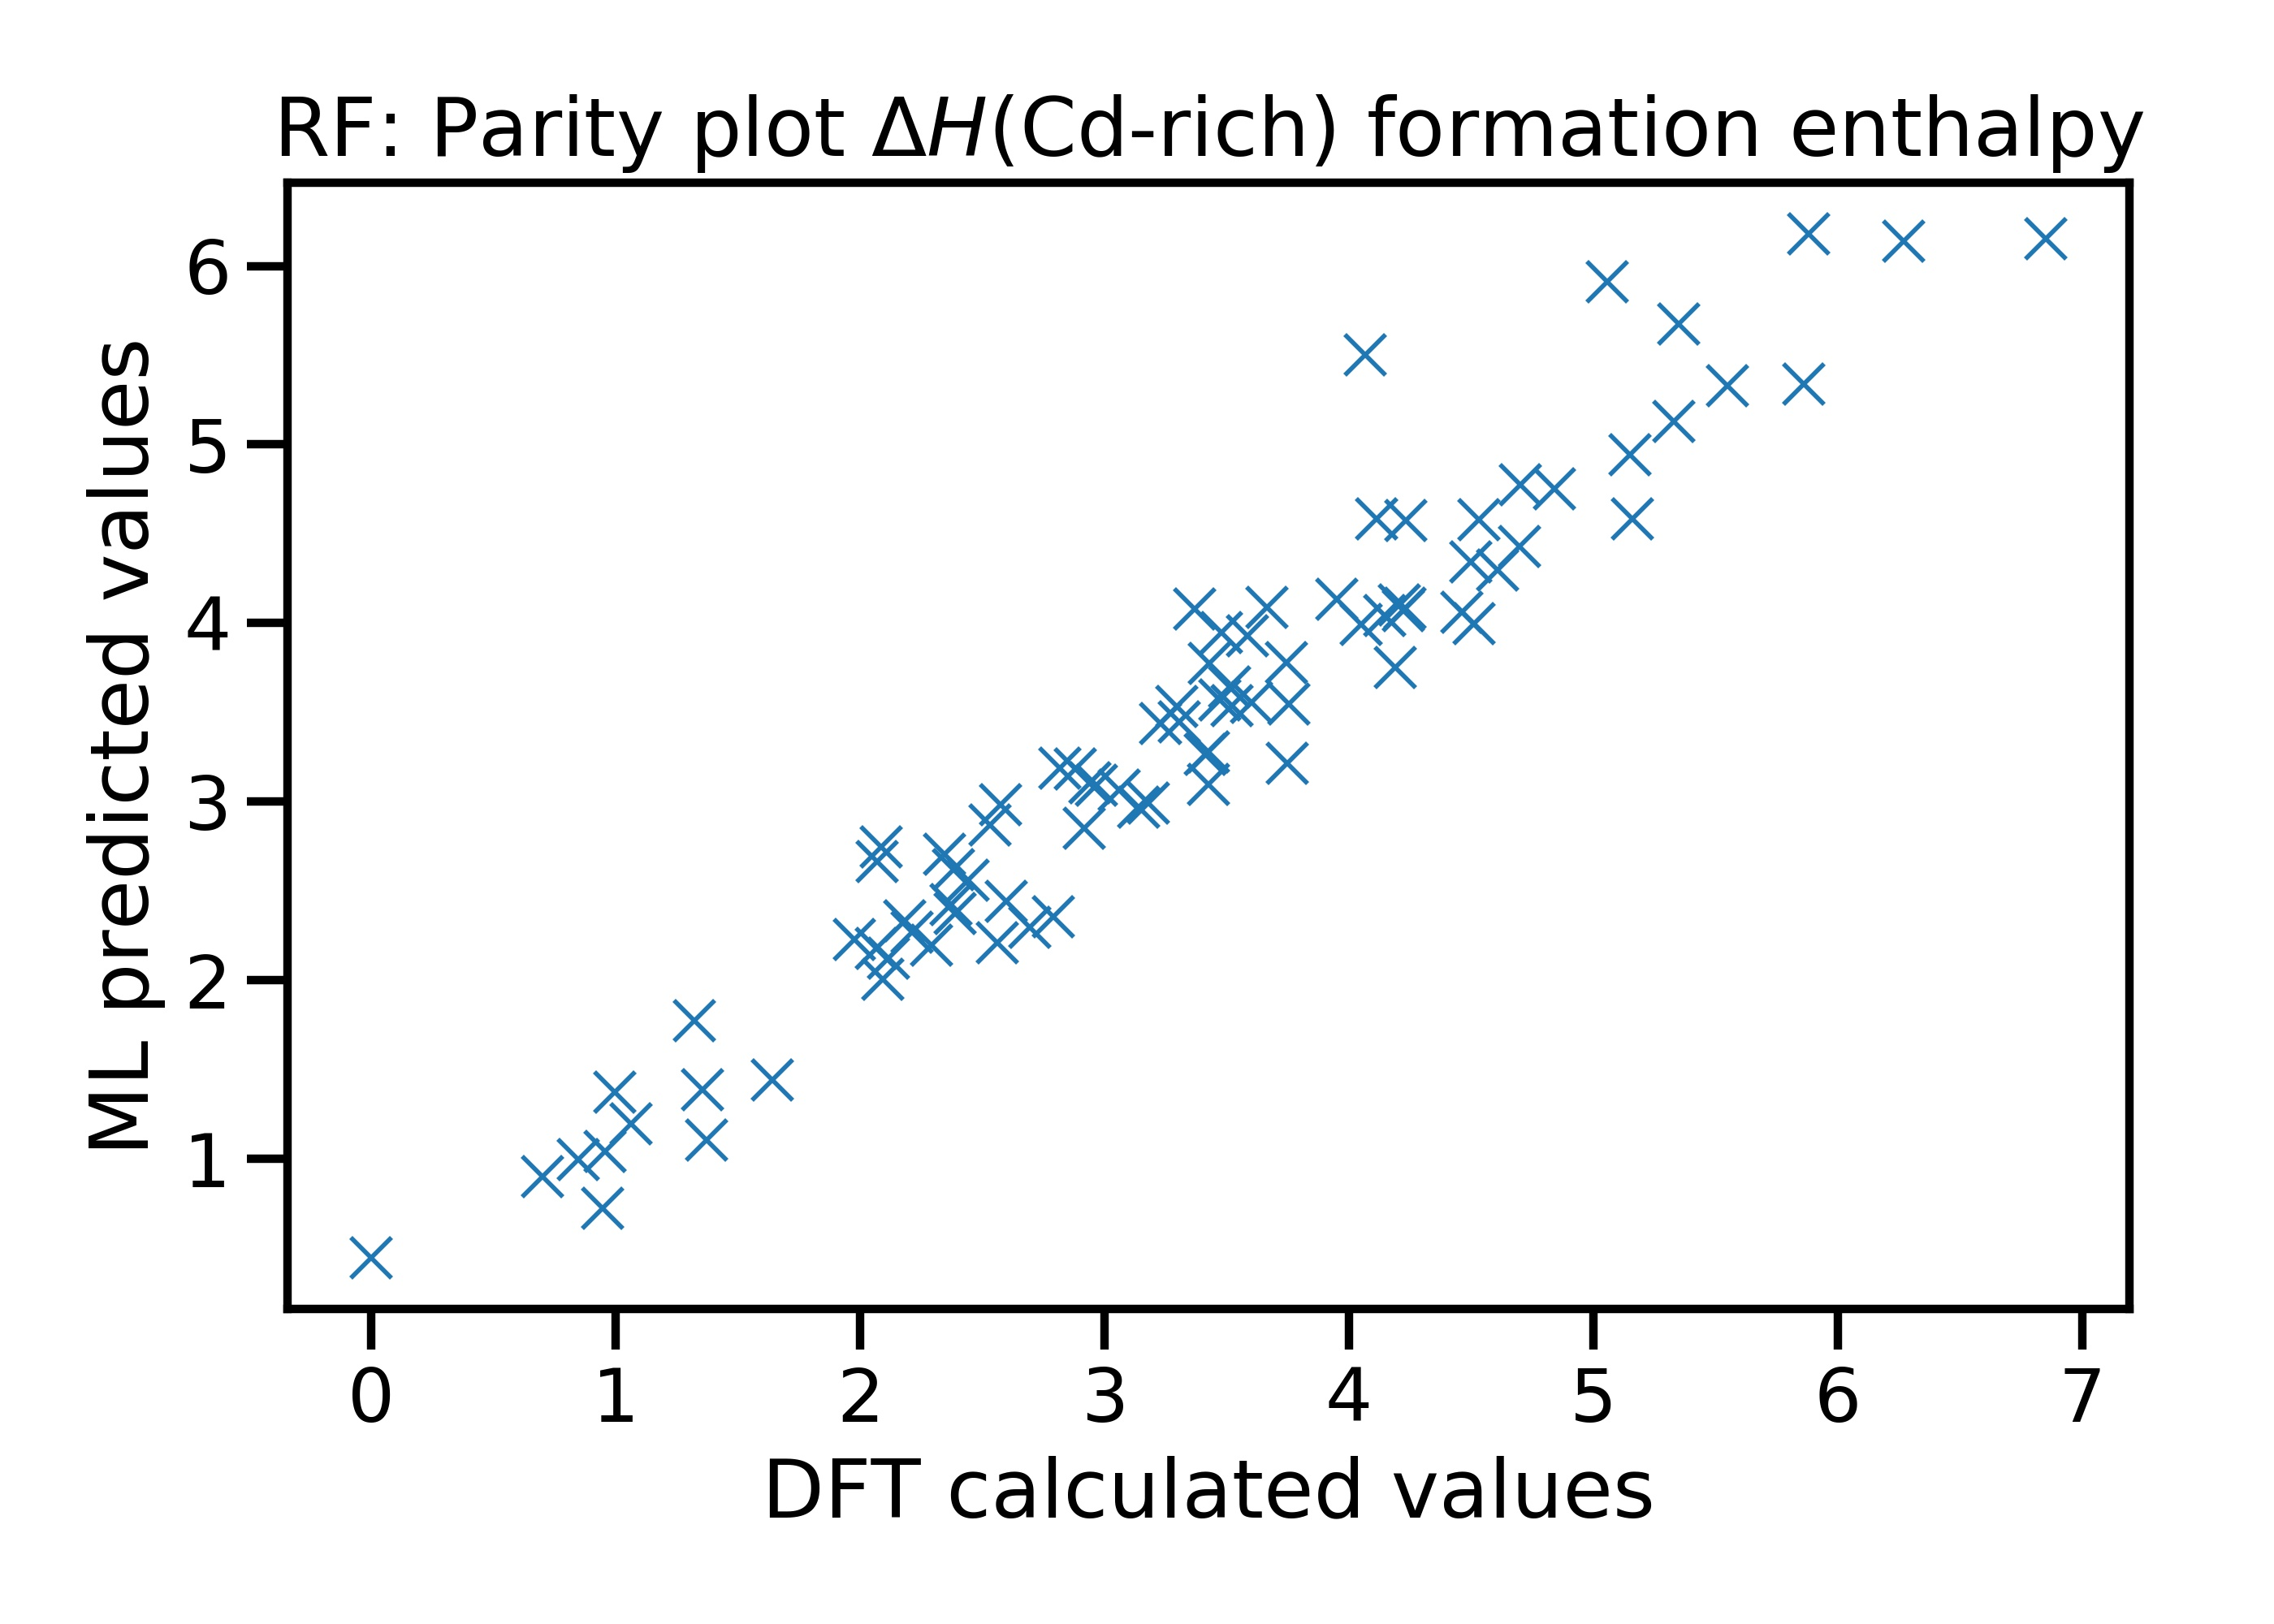 RF: Parity plot ΔH(Cd-rich) formation enthalpy
ML predicted values
6
5
4
3
2
1
0 1 2 3 4 5 6 7
DFT calculated values